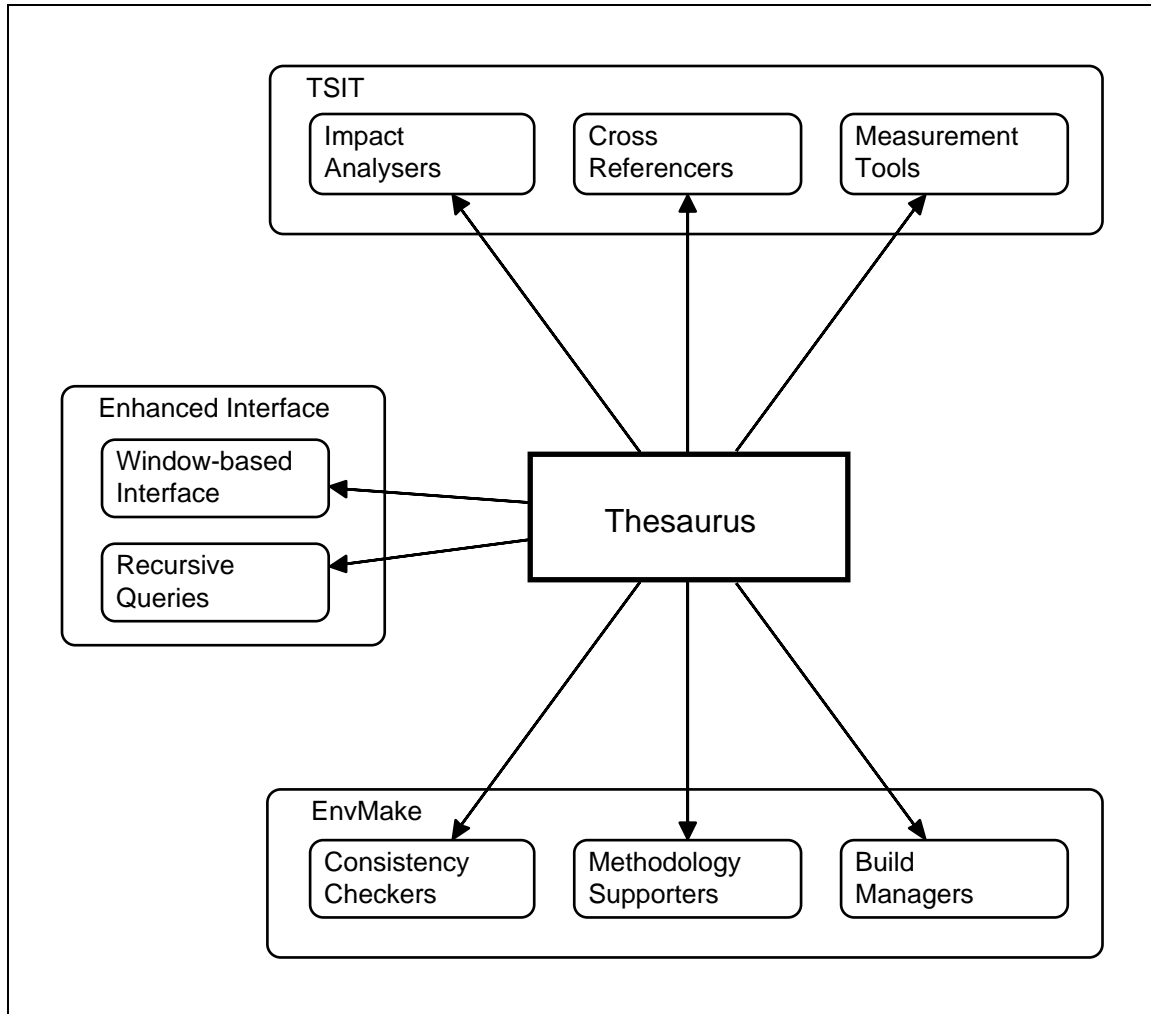 TSIT
Impact
Analysers
Cross
Referencers
Measurement
Tools
Enhanced Interface
Window-based
Interface
Recursive
Queries
Thesaurus
EnvMake
Consistency
Checkers
Methodology
Supporters
Build
Managers